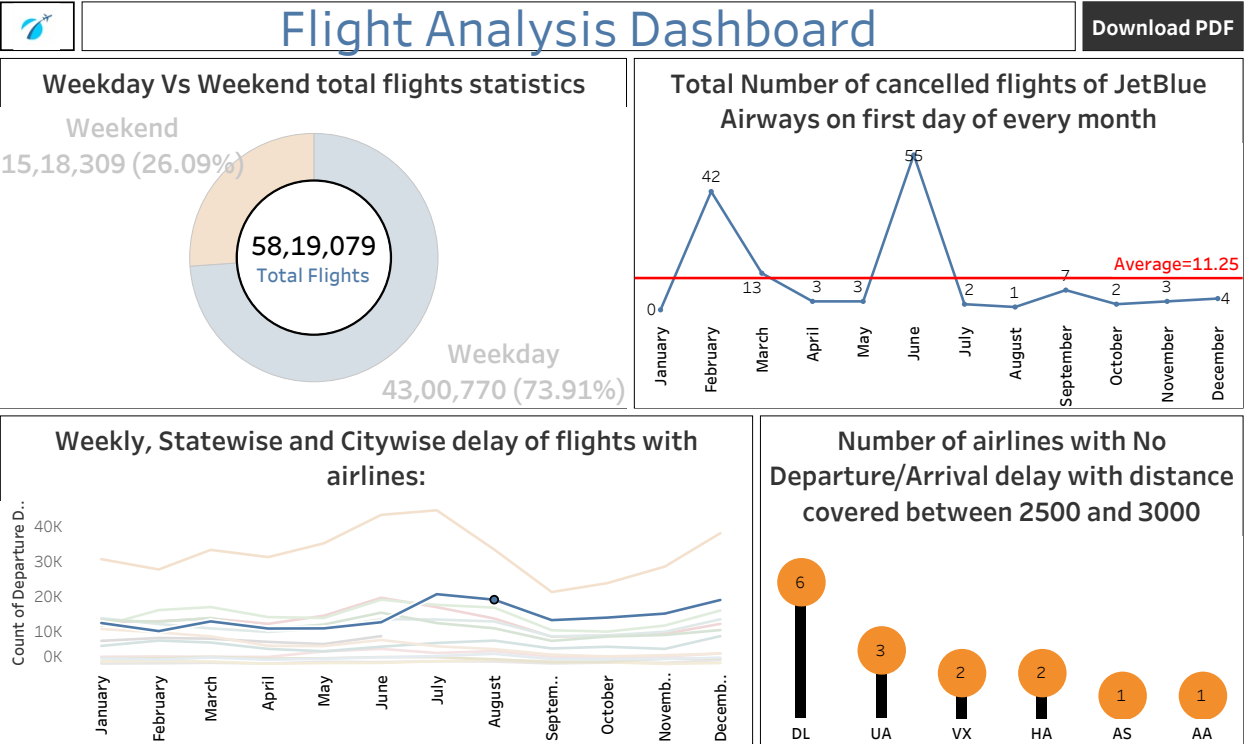 Flight Analysis Dashboard
Download PDF
Weekday Vs Weekend total flights statistics
Weekend
15,18,309 (26.09%)
58,19,079
Total Flights
Weekday
43,00,770 (73.91%)
Total Number of cancelled flights of JetBlue
Airways on first day of every month
55
42
Average=11.25
13
3
3
2
1
7
2
3
4
0
January
February
March
April
May
June
July
August
September
October
November
December
Weekly, Statewise and Citywise delay of flights with
airlines:
Count of Departure D..
40K
30K
20K
10K
0K
January
February
March
April
May
June
July
August
Septem..
October
Novemb..
Decemb..
Number of airlines with No
Departure/Arrival delay with distance
covered between 2500 and 3000
6
3
2
2
1
1
DL
UA
VX
HA
AS
AA